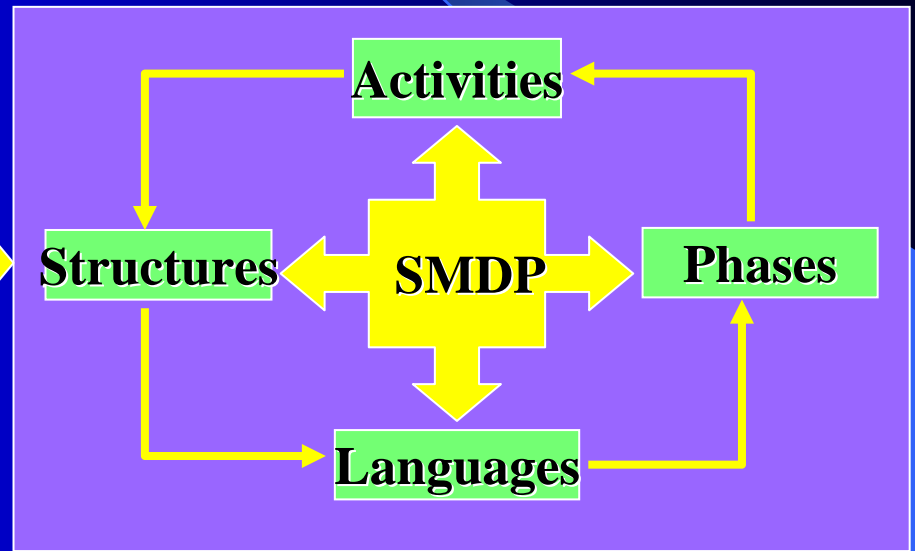 Activities
Structures
SMDP
Phases
Languages